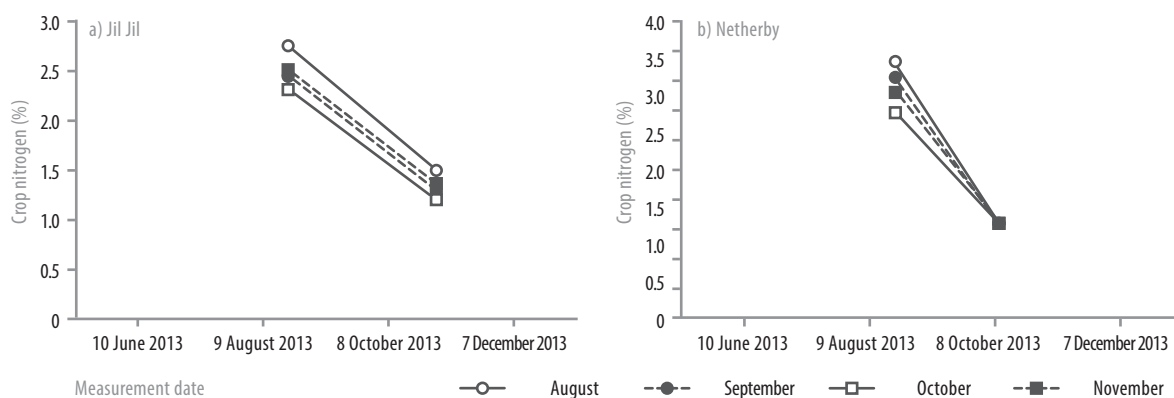 a) Jil Jil
Crop nitrogen (%)
3.0
2.5
2.0
1.5
1.0
0.5
0
10 June 2013 9 August 2013 8 October 2013 7 December 2013
b) Netherby
Crop nitrogen (%)
4.0
3.5
3.0
2.5
2.0
1.5
1.0
0.5
0
10 June 2013 9 August 2013 8 October 2013 7 December 2013
Measurement date August September October November